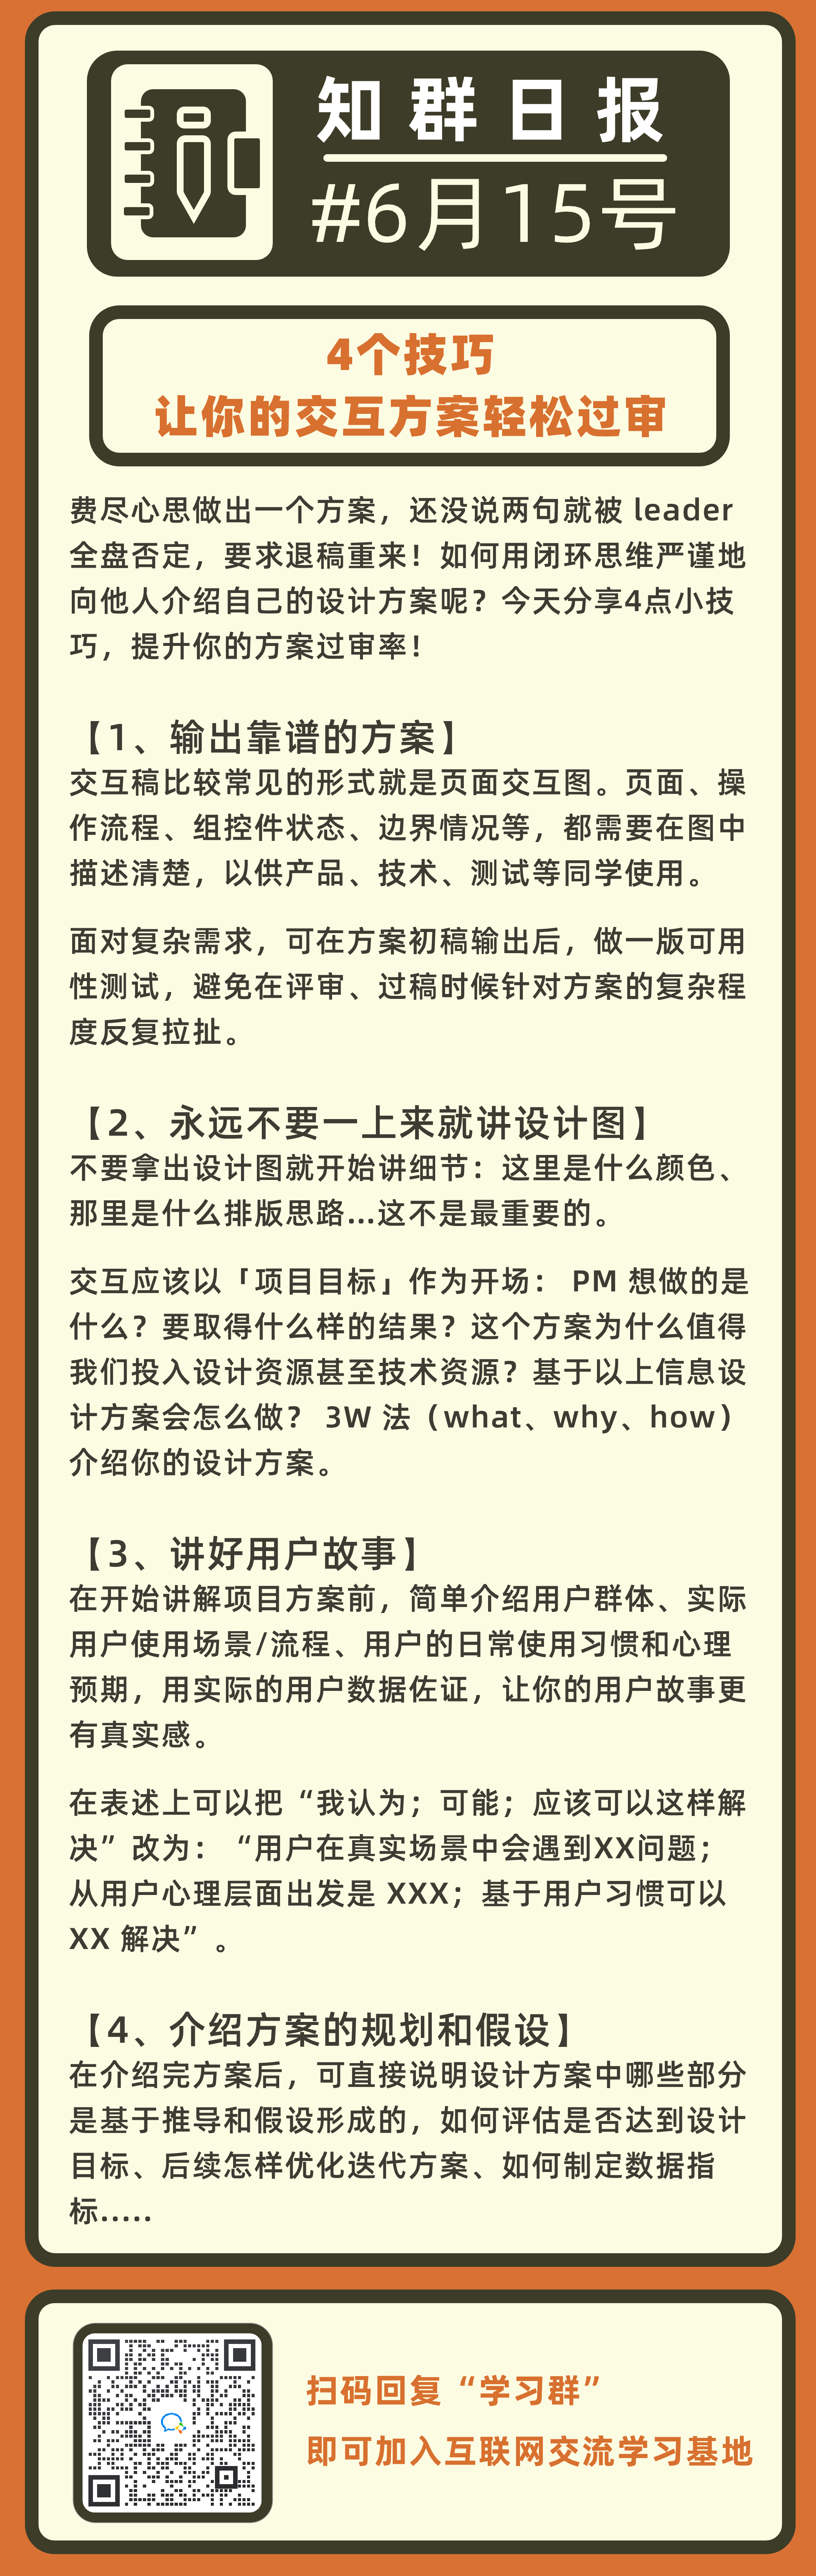 知群日报
#6月15号
4个技巧
让你的交互方案轻松过审
费尽心思做出一个方案，还没说两句就被 leader
全盘否定，要求退稿重来！如何用闭环思维严谨地
向他人介绍自己的设计方案呢？今天分享4点小技
巧，提升你的方案过审率！
【1、输出靠谱的方案】
交互稿比较常见的形式就是页面交互图。页面、操
作流程、组控件状态、边界情况等，都需要在图中
描述清楚，以供产品、技术、测试等同学使用。
面对复杂需求，可在方案初稿输出后，做一版可用
性测试，避免在评审、过稿时候针对方案的复杂程
度反复拉扯。
【2、永远不要一上来就讲设计图】
不要拿出设计图就开始讲细节：这里是什么颜色、
那里是什么排版思路...这不是最重要的。
交互应该以「项目目标」作为开场： PM 想做的是
什么？要取得什么样的结果？这个方案为什么值得
我们投入设计资源甚至技术资源？基于以上信息设
计方案会怎么做？ 3W 法（what、why、how）
介绍你的设计方案。
【3、讲好用户故事】
在开始讲解项目方案前，简单介绍用户群体、实际
用户使用场景/流程、用户的日常使用习惯和心理
预期，用实际的用户数据佐证，让你的用户故事更
有真实感。
在表述上可以把“我认为；可能；应该可以这样解
决”改为：“用户在真实场景中会遇到XX问题；
从用户心理层面出发是 XXX；基于用户习惯可以
XX 解决”。
【4、介绍方案的规划和假设】
在介绍完方案后，可直接说明设计方案中哪些部分
是基于推导和假设形成的，如何评估是否达到设计
目标、后续怎样优化迭代方案、如何制定数据指
标.....
扫码回复“学习群”
即可加入互联网交流学习基地